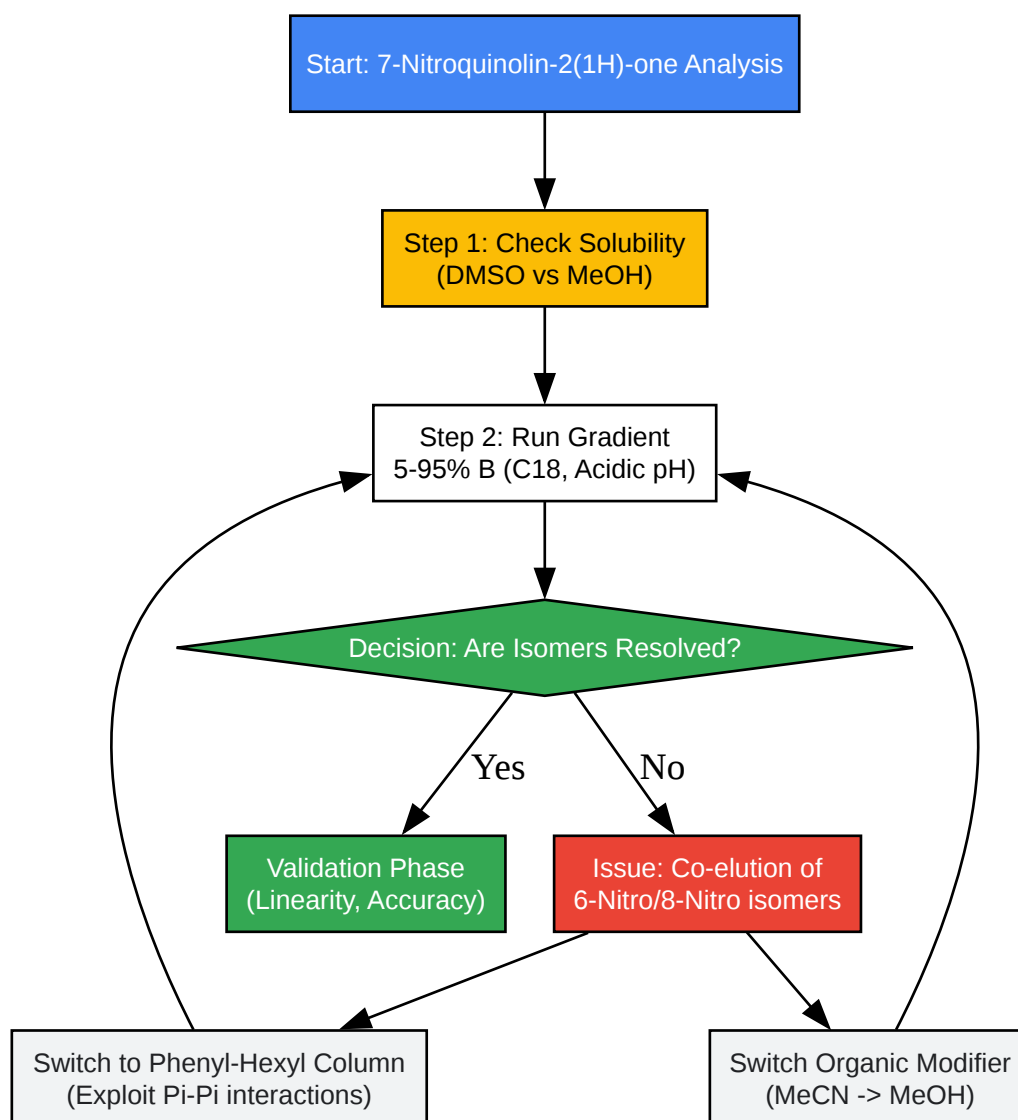 Start: 7-Nitroquinolin-2(1H)-one Analysis
Step 1: Check Solubility
(DMSO vs MeOH)
Step 2: Run Gradient
5-95% B (C18, Acidic pH)
Decision: Are Isomers Resolved?
Yes
No
Validation Phase
(Linearity, Accuracy)
Issue: Co-elution of
6-Nitro/8-Nitro isomers
Switch to Phenyl-Hexyl Column
(Exploit Pi-Pi interactions)
Switch Organic Modifier
(MeCN -> MeOH)